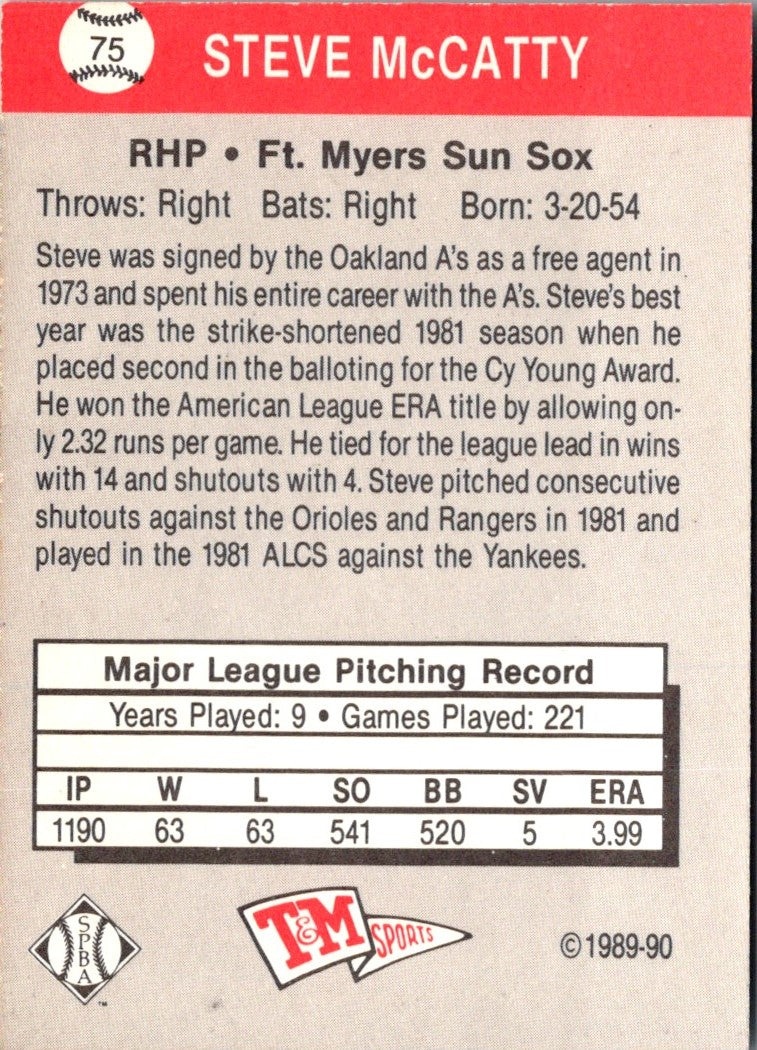 75
STEVE McCATTY
RHP • Ft. Myers Sun Sox
Throws: Right Bats: Right Born: 3-20-54
Steve was signed by the Oakland A's as a free agent in
1973 and spent his entire career with the A's. Steve's best
year was the strike-shortened 1981 season when he
placed second in the balloting for the Cy Young Award.
He won the American League ERA title by allowing on-
ly 2.32 runs per game. He tied for the league lead in wins
with 14 and shutouts with 4. Steve pitched consecutive
shutouts against the Orioles and Rangers in 1981 and
played in the 1981 ALCS against the Yankees.
Major League Pitching Record
Years Played: 9 • Games Played: 221
IP W L SO BB SV ERA
1190 63 63 541 520 5 3.99
SPBA
™
T&M SPORTS
©1989-90